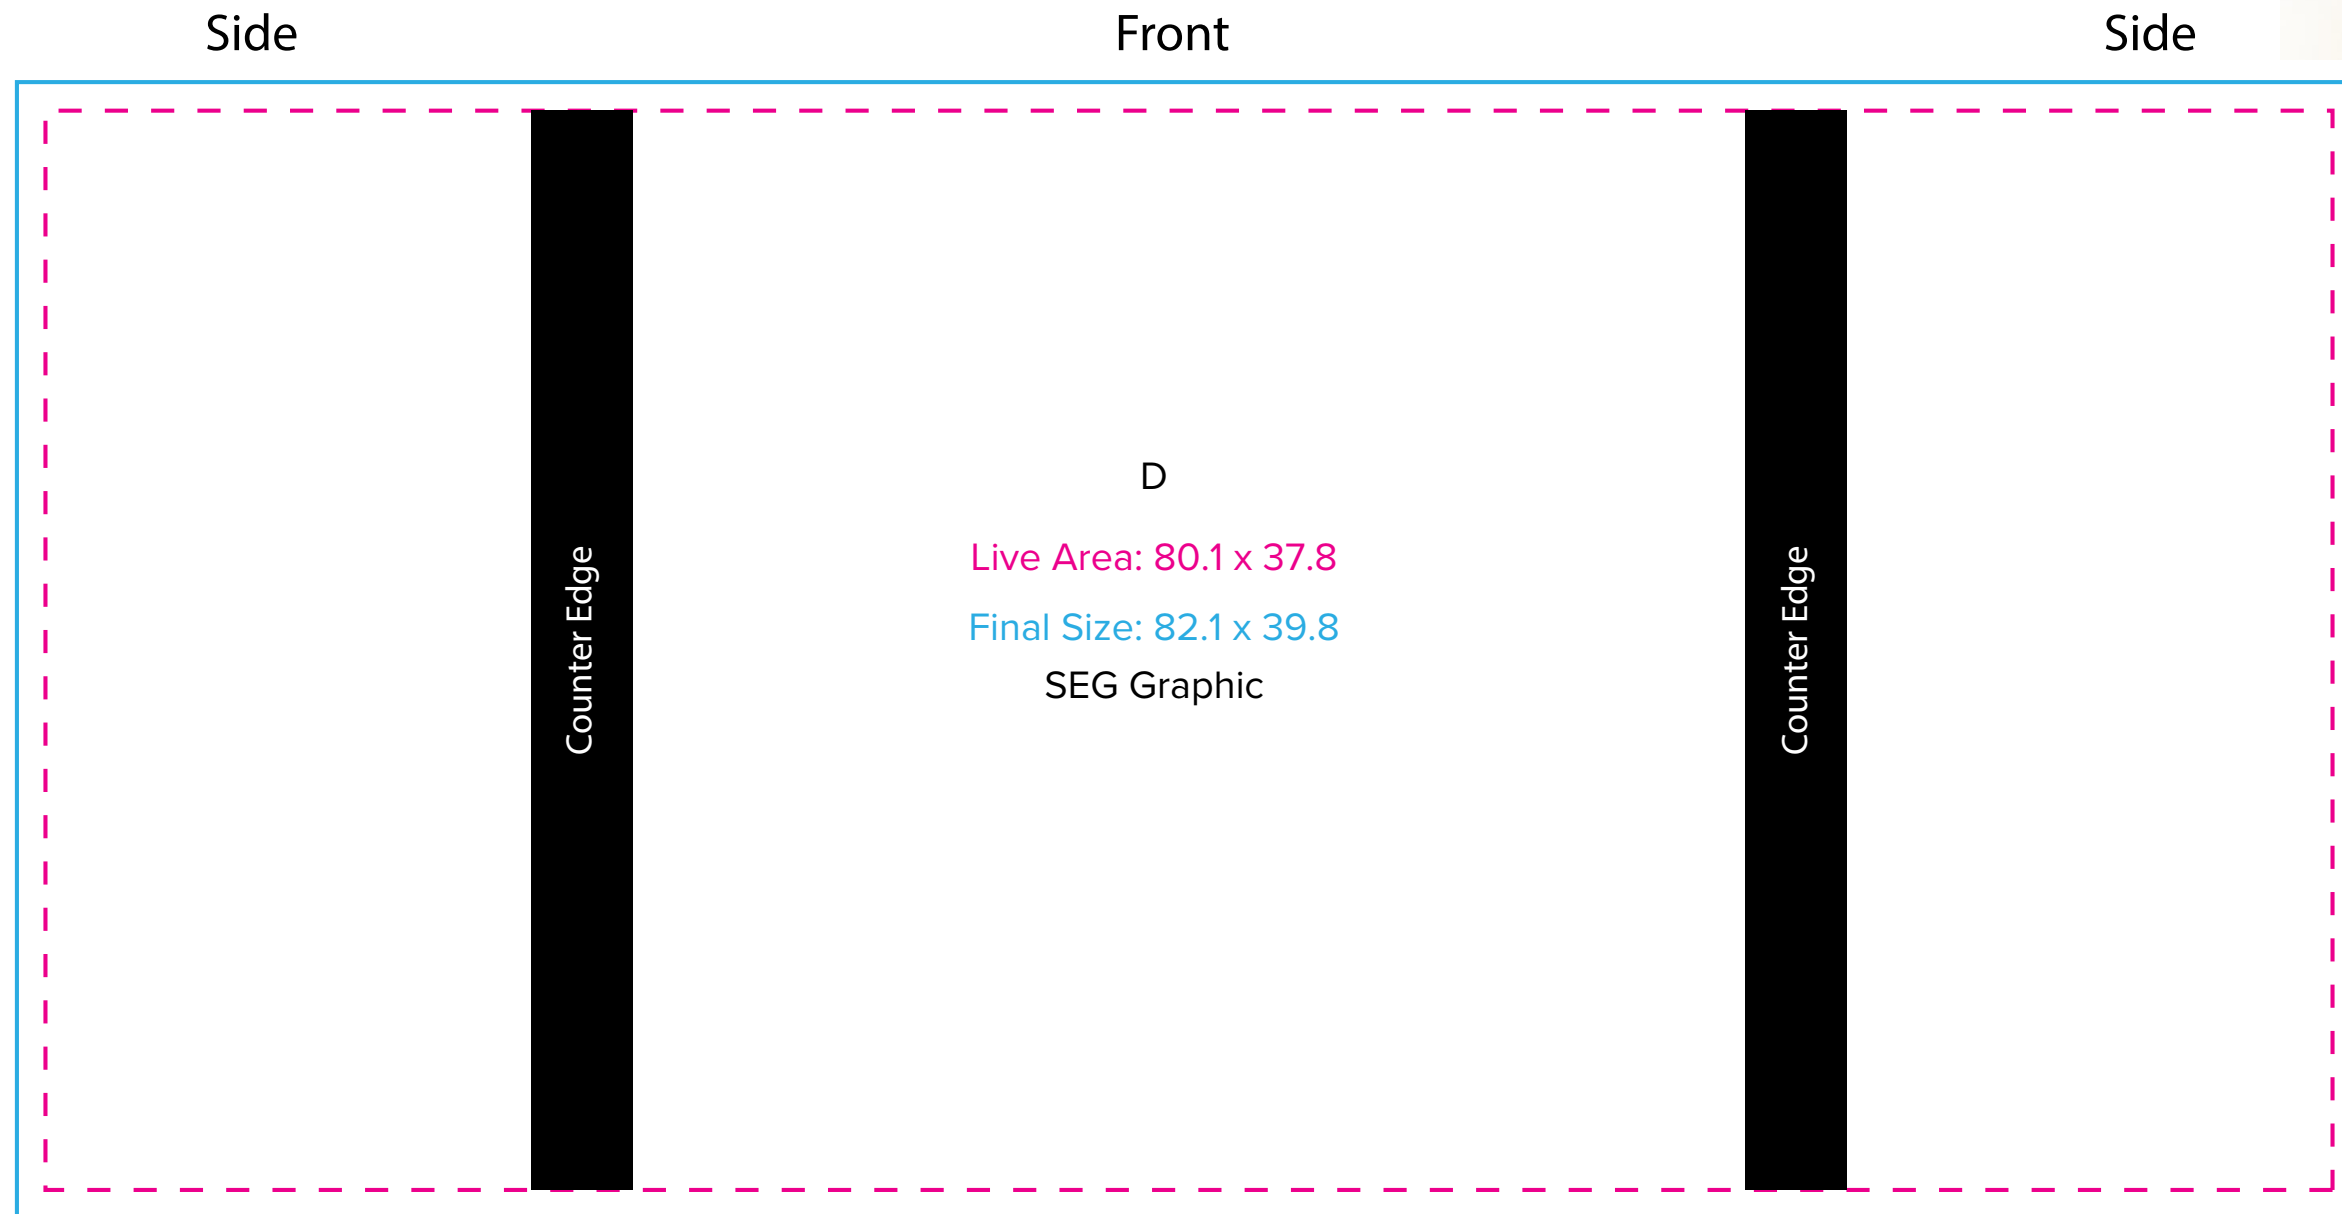 Side
Front
Side
D
Live Area: 80.1 x 37.8
Final Size: 82.1 x 39.8
SEG Graphic
Counter Edge
Counter Edge